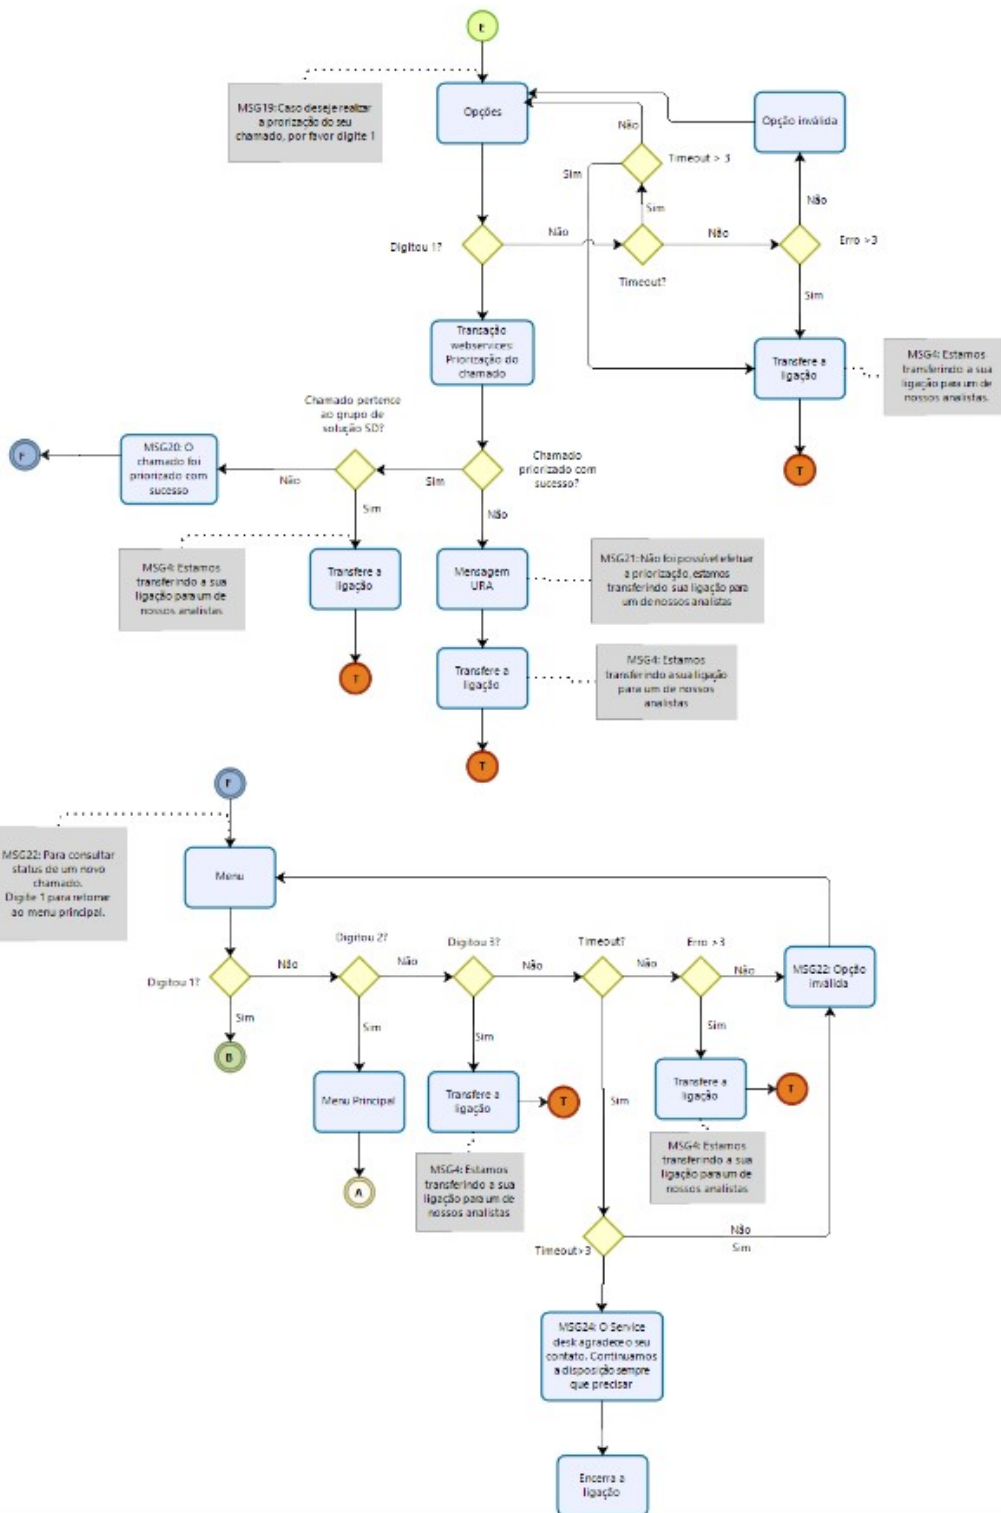 E
MSG19: Caso deseje realizar
a prorização do seu
chamado, por favor digite 1
Opções
Opção inválida
Não
Timeout > 3
Sim
Sim
Não
Digitou 1?
Não
Não
Erro >3
Timeout?
Sim
Transação
webservices:
Priorização do
chamado
Transfere a
ligação
MSG4: Estamos
transferindo a sua
ligação para um de
nossos analistas.
T
Chamado pertence
ao grupo de
solução SD?
F
MSG20: O
chamado foi
priorizado com
sucesso
Não
Sim
Chamado
priorizado com
sucesso?
Sim
Não
MSG4: Estamos
transferindo a sua
ligação para um de
nossos analistas
Transfere a
ligação
Mensagem
URA
MSG21: Não foi possível efetuar
a priorização, estamos
transferindo sua ligação para
um de nossos analistas
T
Transfere a
ligação
MSG4: Estamos
transferindo a sua ligação
para um de nossos
analistas
T
F
MSG22: Para consultar
status de um novo
chamado.
Digite 1 para retornar
ao menu principal.
Menu
Digitou 1?
Não
Digitou 2?
Não
Digitou 3?
Não
Timeout?
Não
Erro >3
Não
MSG22: Opção
inválida
Sim
Sim
Sim
Sim
Sim
B
Menu Principal
Transfere a
ligação
T
Transfere a
ligação
T
A
MSG4: Estamos
transferindo a sua
ligação para um de
nossos analistas
MSG4: Estamos
transferindo a sua
ligação para um de
nossos analistas
Timeout>3
Não
Sim
MSG24: O Service
desk agradece o seu
contato. Continuamos
a disposição sempre
que precisar
Encerra a
ligação